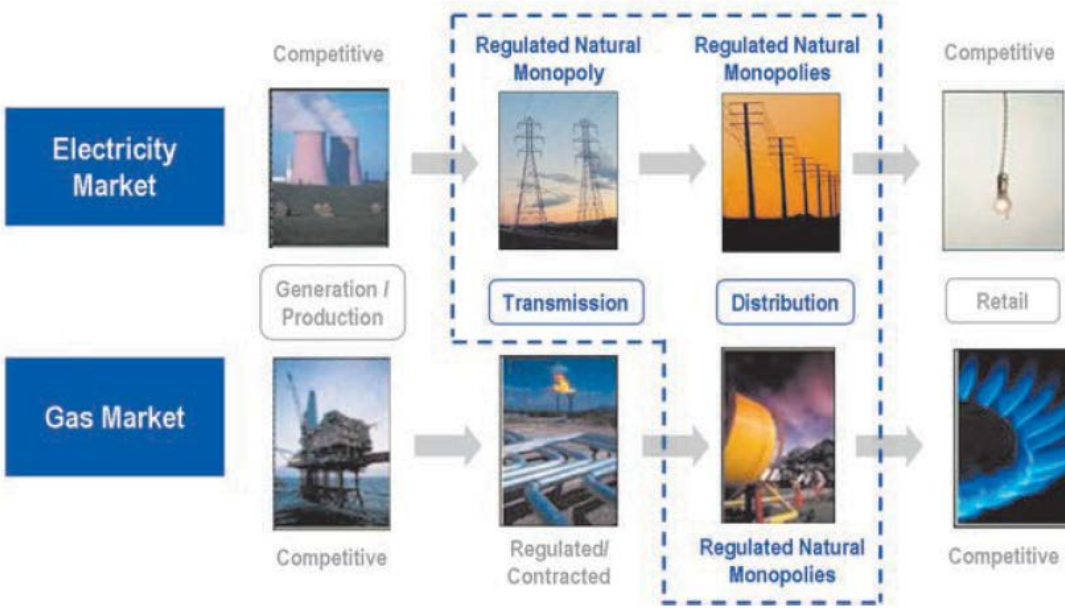 Competitive
Regulated Natural
Monopoly
Regulated Natural
Monopolies
Competitive
Electricity
Market
Generation /
Production
Transmission
Distribution
Retail
Gas Market
Competitive
Regulated/
Contracted
Regulated Natural
Monopolies
Competitive